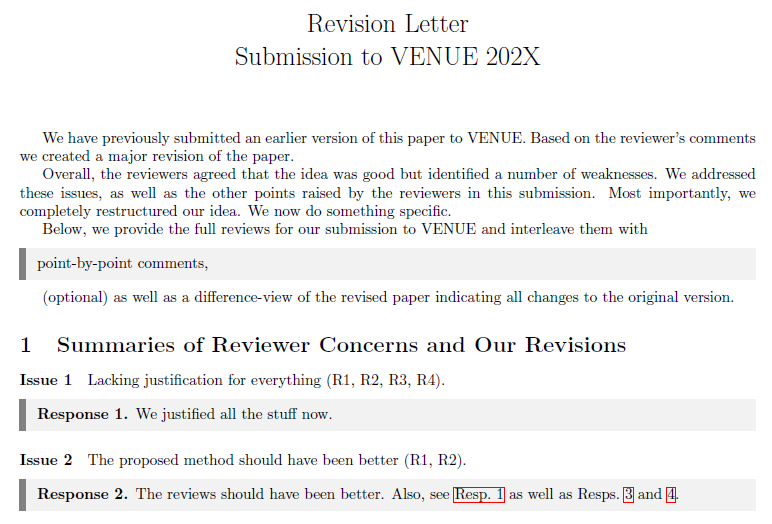 Revision Letter
Submission to VENUE 202X
We have previously submitted an earlier version of this paper to VENUE. Based on the reviewer's comments
we created a major revision of the paper.
Overall, the reviewers agreed that the idea was good but identified a number of weaknesses. We addressed
these issues, as well as the other points raised by the reviewers in this submission. Most importantly, we
completely restructured our idea. We now do something specific.
Below, we provide the full reviews for our submission to VENUE and interleave them with
point-by-point comments,
(optional) as well as a difference-view of the revised paper indicating all changes to the original version.
1 Summaries of Reviewer Concerns and Our Revisions
Issue 1 Lacking justification for everything (R1, R2, R3, R4).
Response 1. We justified all the stuff now.
Issue 2 The proposed method should have been better (R1, R2).
Response 2. The reviews should have been better. Also, see Resp. 1 as well as Resps. 3 and 4.